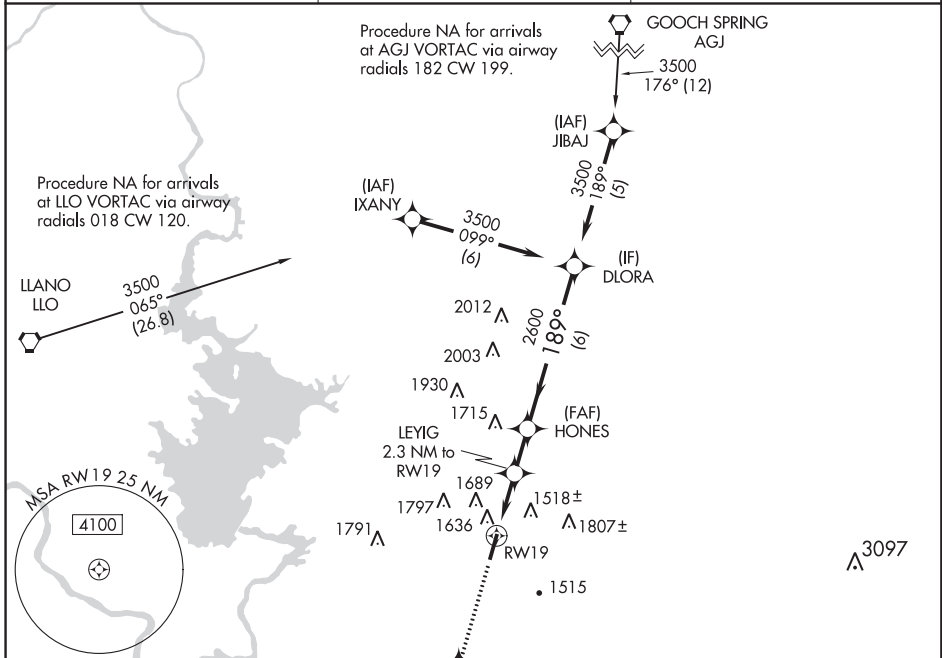 GOOCH SPRING
AGJ
Procedure NA for arrivals
at AGJ VORTAC via airway
radials 182 CW 199.
3500
176° (12)
(IAF)
JIBAJ
3500
189°
(5)
Procedure NA for arrivals
at LLO VORTAC via airway
radials 018 CW 120.
(IAF)
IXANY
3500
099°
(6)
(IF)
DLORA
LLANO
LLO
3500
065°
(26.8)
2012
2600
189°
(6)
2003
1930
1715
(FAF)
HONES
LEYIG
2.3 NM to
RW19
MSA RW19 25 NM
4100
1689
1797
1636
1518±
1807±
1791
RW19
3097
1515